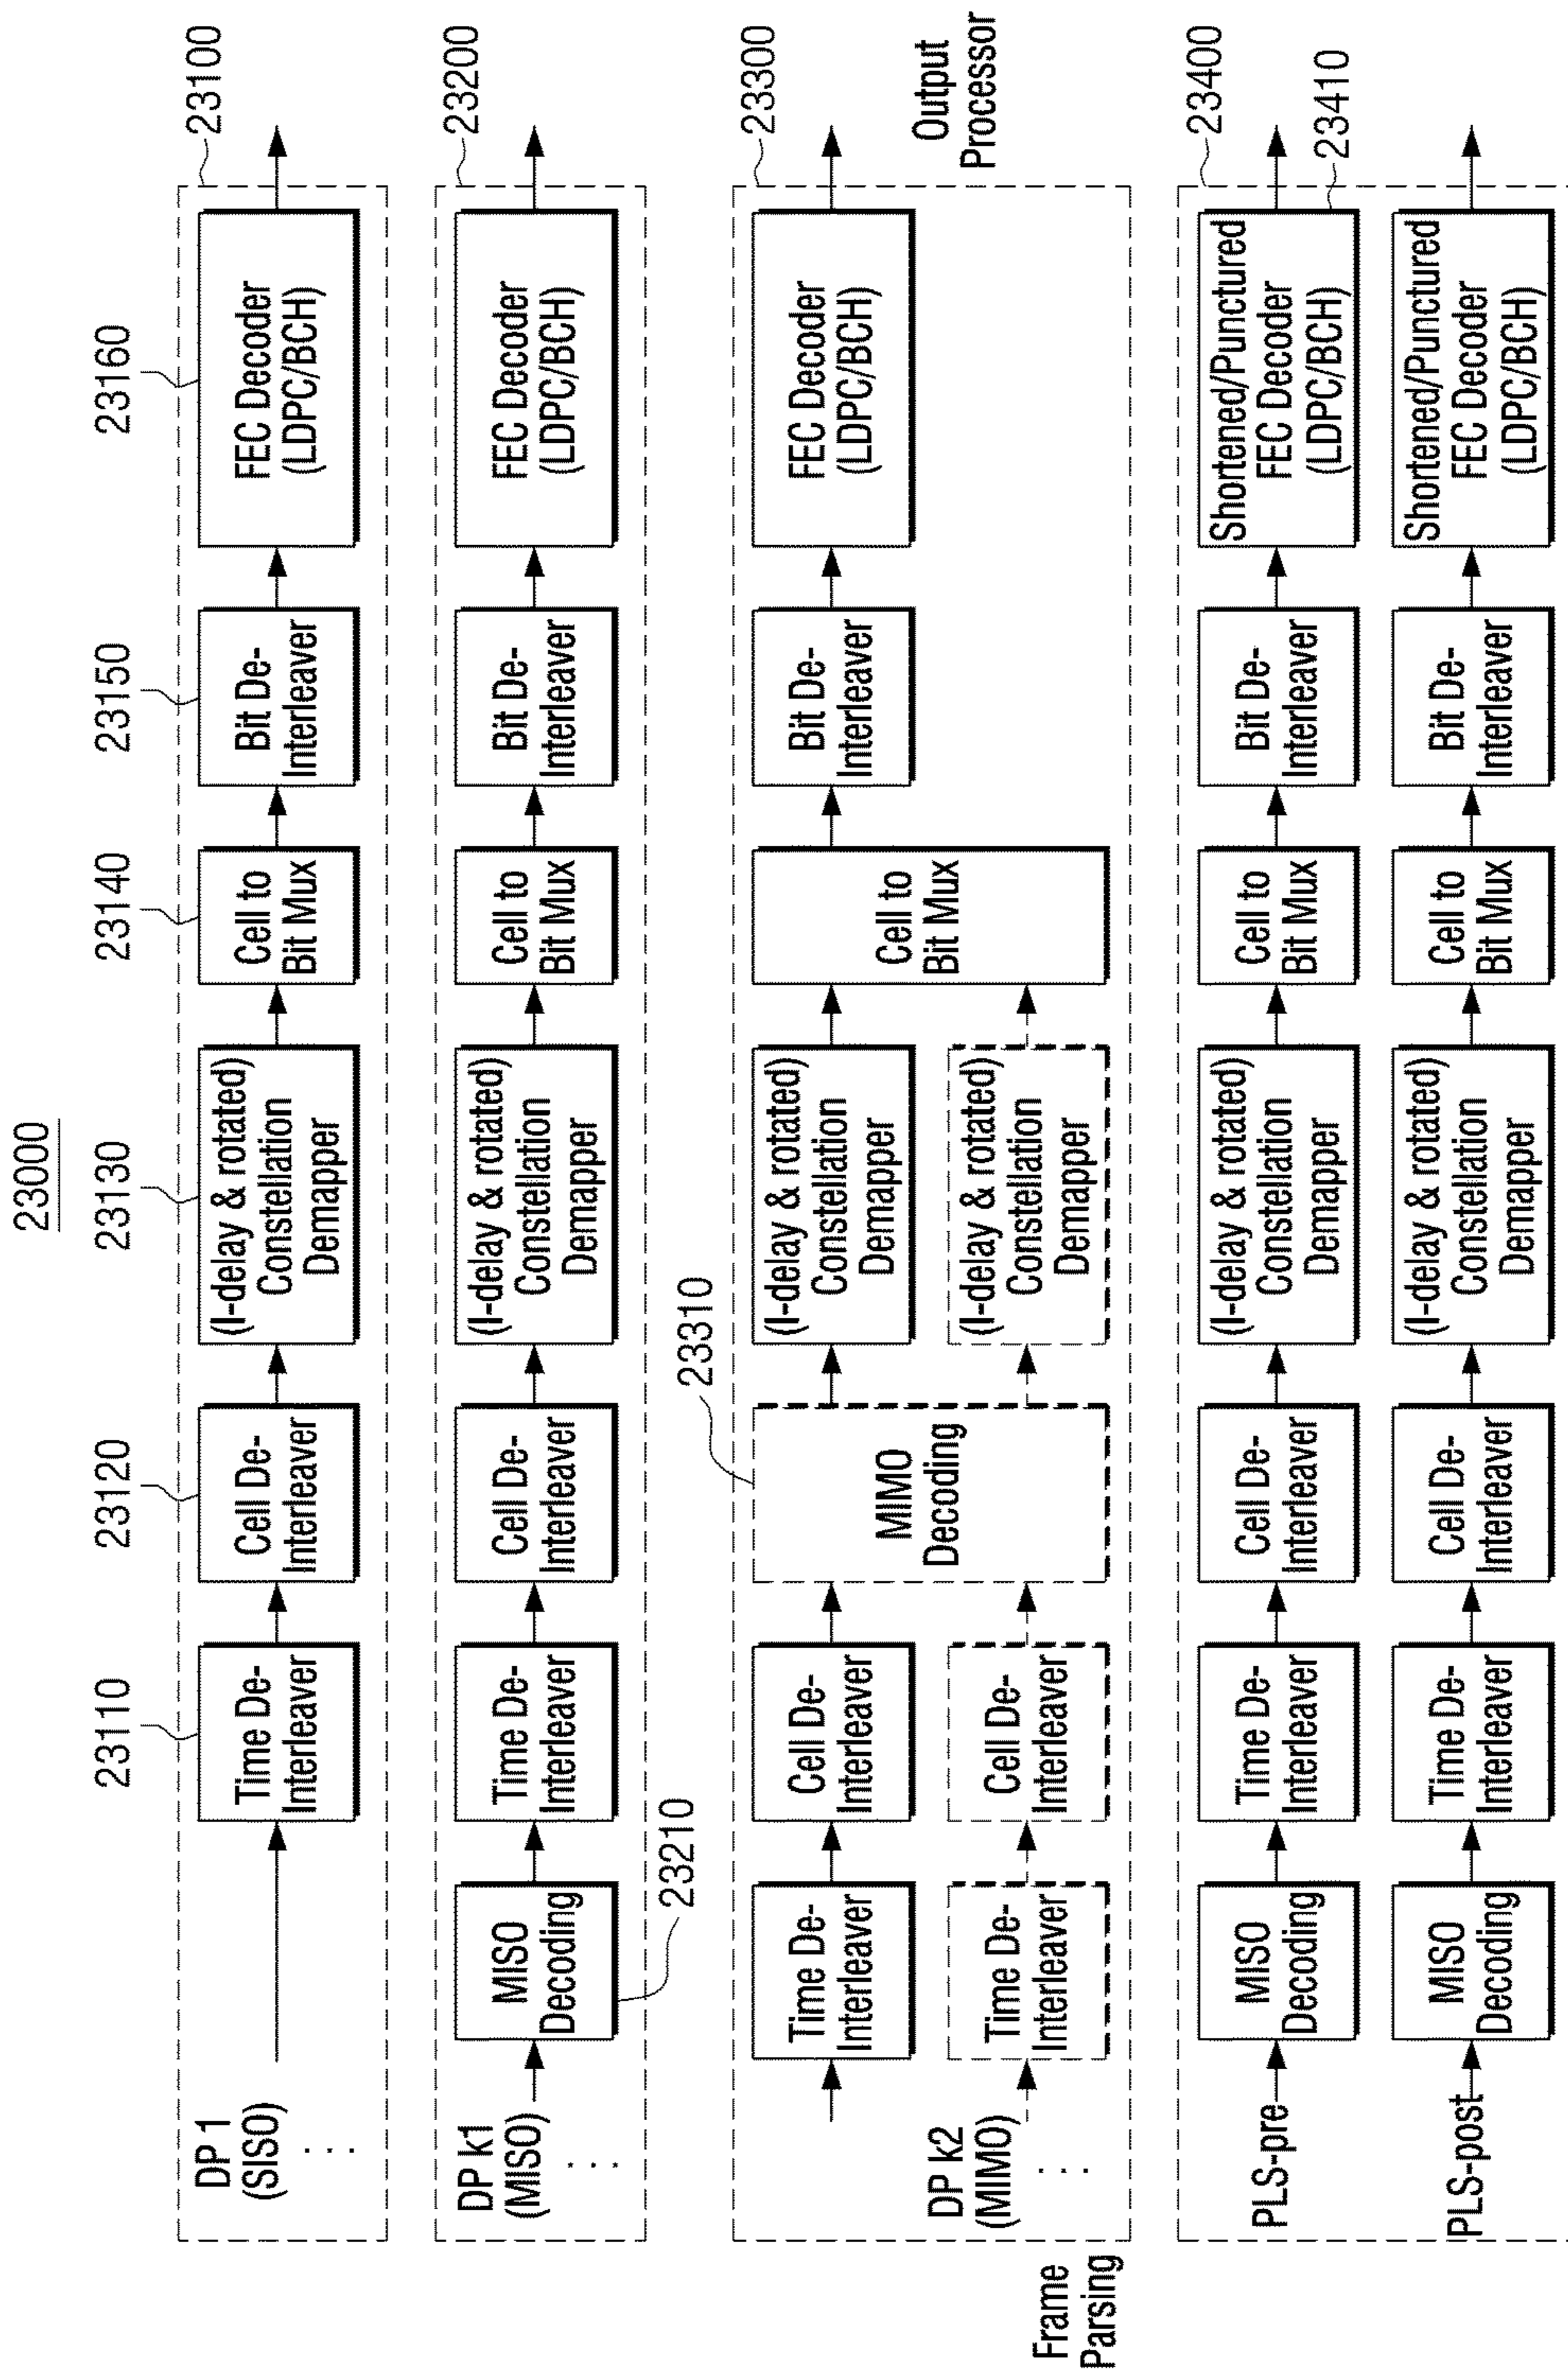 23000
23110
23120
23130
23140
23150
23160
23100
DP 1
(SISO)
⋮
Time De-
Interleaver
Cell De-
Interleaver
(I-delay & rotated)
Constellation
Demapper
Cell to
Bit Mux
Bit De-
Interleaver
FEC Decoder
(LDPC/BCH)
23200
DP k1
(MISO)
⋮
MISO
Decoding
23210
Time De-
Interleaver
Cell De-
Interleaver
(I-delay & rotated)
Constellation
Demapper
Cell to
Bit Mux
Bit De-
Interleaver
FEC Decoder
(LDPC/BCH)
Frame
Parsing
23300
DP k2
(MIMO)
⋮
Time De-
Interleaver
Cell De-
Interleaver
Time De-
Interleaver
Cell De-
Interleaver
23310
MIMO
Decoding
(I-delay & rotated)
Constellation
Demapper
(I-delay & rotated)
Constellation
Demapper
Cell to
Bit Mux
Bit De-
Interleaver
FEC Decoder
(LDPC/BCH)
Output
Processor
23400
PLS-pre
MISO
Decoding
Time De-
Interleaver
Cell De-
Interleaver
(I-delay & rotated)
Constellation
Demapper
Cell to
Bit Mux
Bit De-
Interleaver
Shortened/Punctured
FEC Decoder
(LDPC/BCH)
23410
PLS-post
MISO
Decoding
Time De-
Interleaver
Cell De-
Interleaver
(I-delay & rotated)
Constellation
Demapper
Cell to
Bit Mux
Bit De-
Interleaver
Shortened/Punctured
FEC Decoder
(LDPC/BCH)